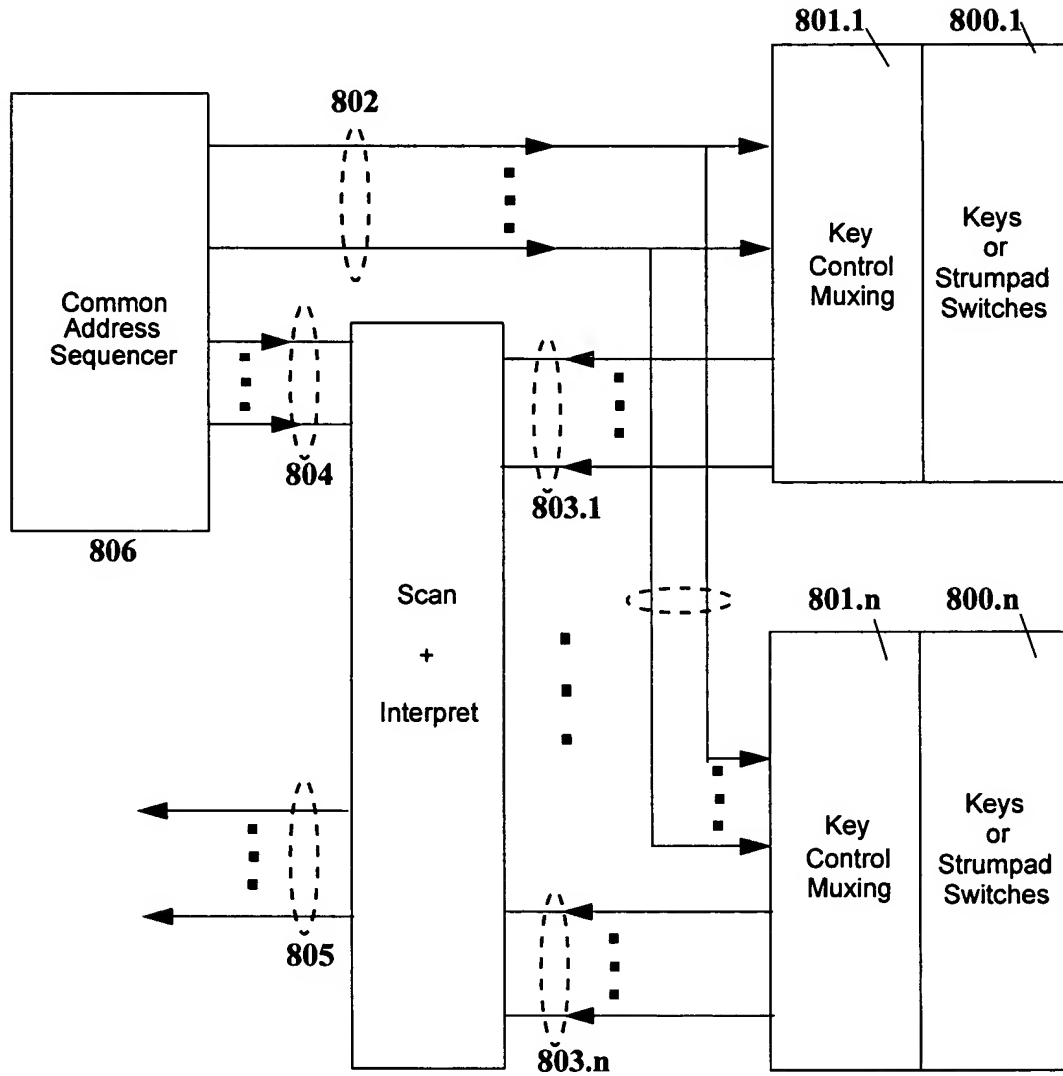 801.1 800.1
802
Common
Address
Sequencer
Key
Control
Muxing
Keys
or
Strumpad
Switches
804
803.1
806
Scan
+
Interpret
801.n 800.n
Key
Control
Muxing
Keys
or
Strumpad
Switches
805
803.n